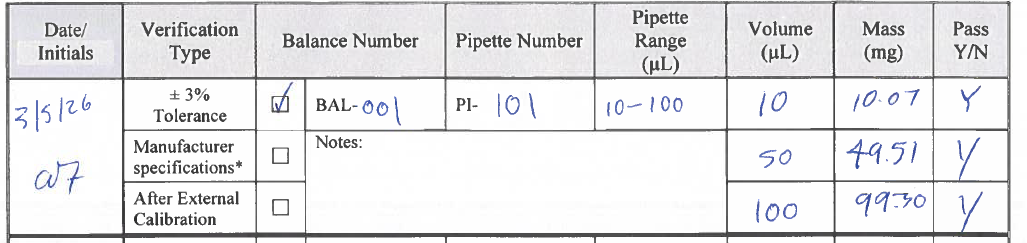 Date/ Initials Verification Type Balance Number Pipette Number Pipette Range (µL) Volume (µL) Mass (mg) Pass Y/N
3/5/26 ± 3% Tolerance ☑ BAL-001 PI- 101 10-100 10 10.07 Y
Manufacturer specifications* ☐ Notes: 50 49.51 Y
After External Calibration ☐ 100 99.30 Y